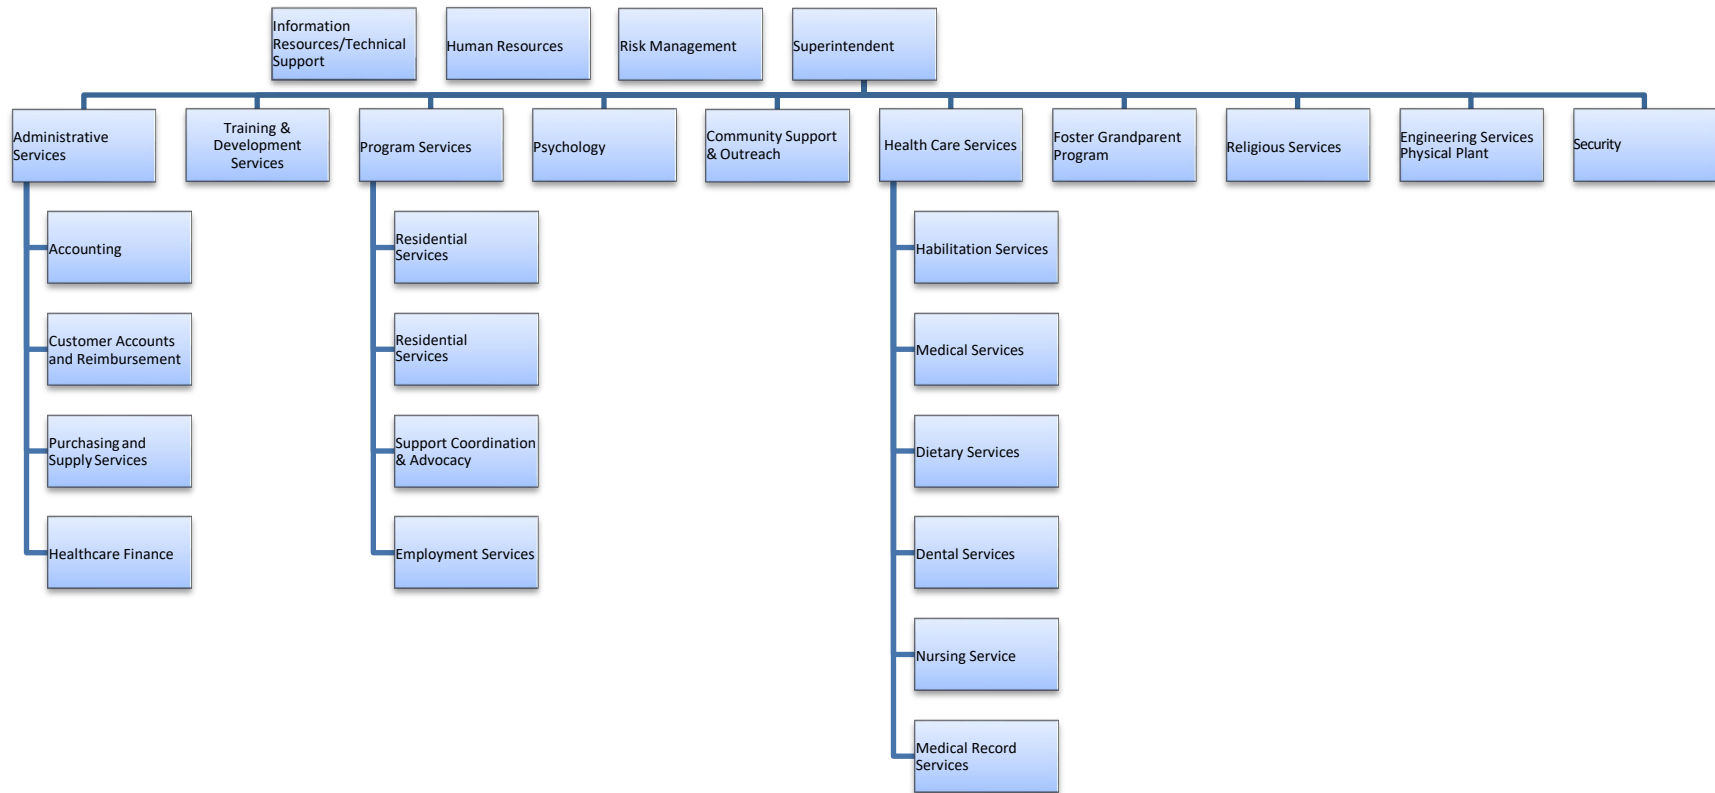 Information
Resources/Technical
Support
Human Resources
Risk Management
Superintendent
Administrative
Services
Training &
Development
Services
Program Services
Psychology
Community Support
& Outreach
Health Care Services
Foster Grandparent
Program
Religious Services
Engineering Services
Physical Plant
Security
Accounting
Customer Accounts
and Reimbursement
Purchasing and
Supply Services
Healthcare Finance
Residential
Services
Residential
Services
Support Coordination
& Advocacy
Employment Services
Habilitation Services
Medical Services
Dietary Services
Dental Services
Nursing Service
Medical Record
Services